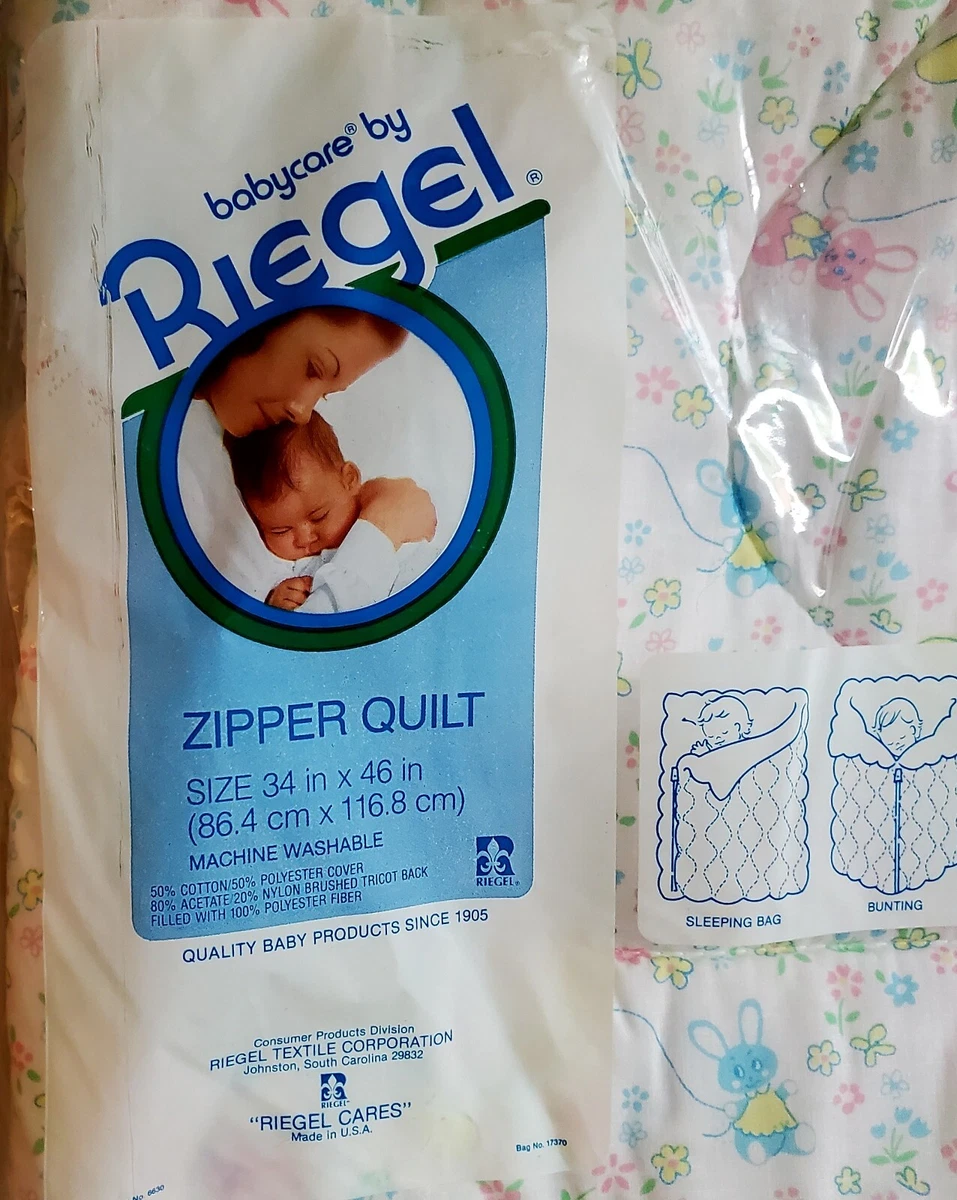 babycare® by
RIEGEL®
ZIPPER QUILT
SIZE 34 in x 46 in
(86.4 cm x 116.8 cm)
MACHINE WASHABLE
50% COTTON/50% POLYESTER COVER
80% ACETATE 20% NYLON BRUSHED TRICOT BACK
FILLED WITH 100% POLYESTER FIBER
R
RIEGEL®
QUALITY BABY PRODUCTS SINCE 1905
Consumer Products Division
RIEGEL TEXTILE CORPORATION
Johnston, South Carolina 29832
R
RIEGEL™
"RIEGEL CARES"
Made in U.S.A.
Bag No. 17370
No. 6630
SLEEPING BAG
BUNTING